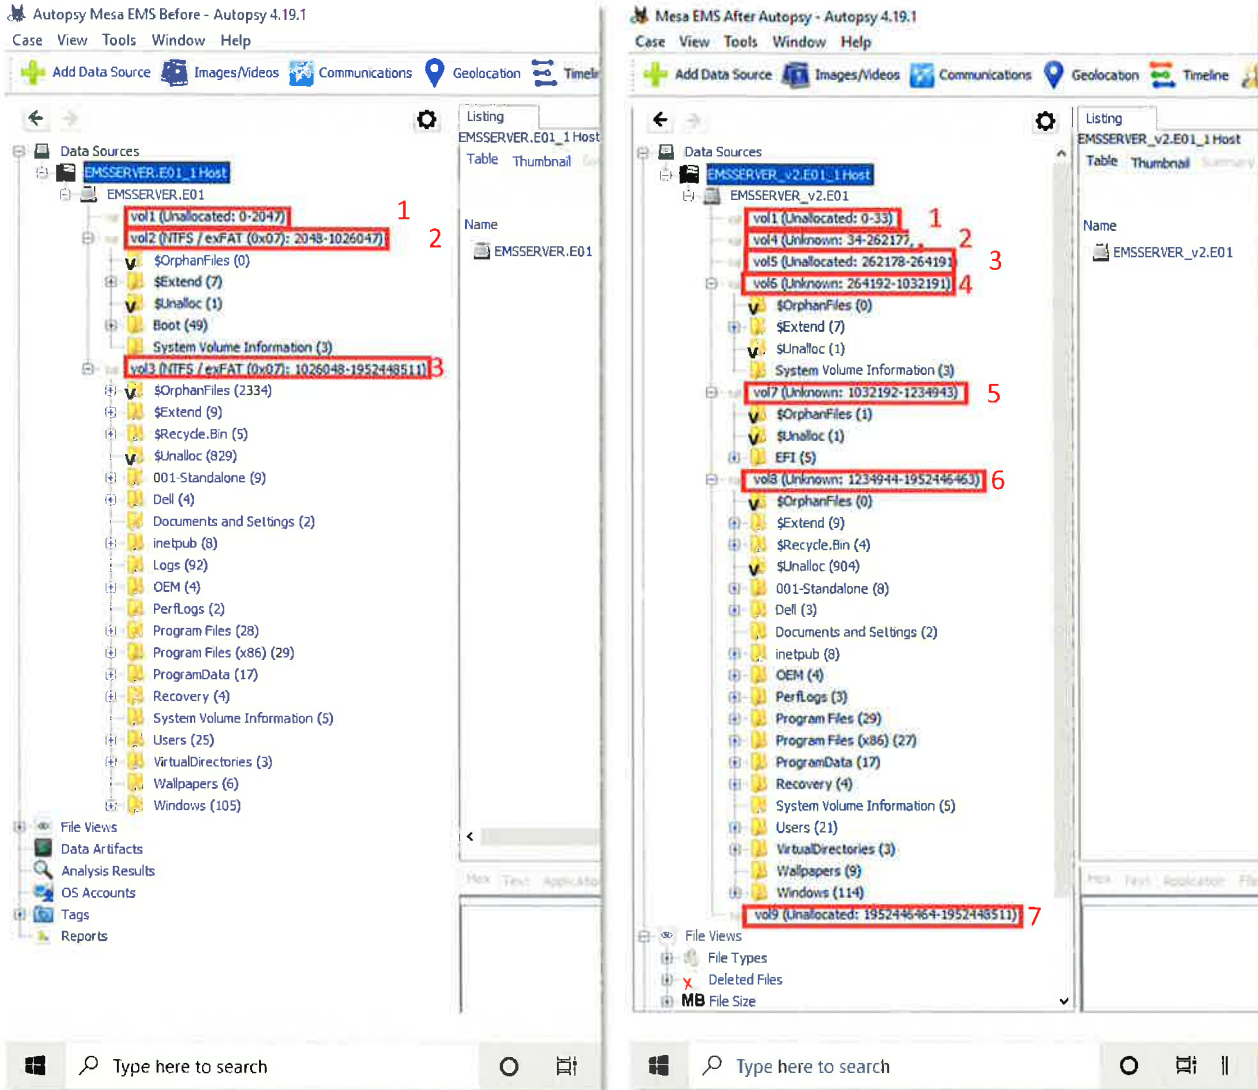 Autopsy Mesa EMS Before - Autopsy 4.19.1
Case View Tools Window Help
Add Data Source Images/Videos Communications Geolocation Timelin
Listing
EMSSERVER.E01_1 Host
Table Thumbnail
Name
EMSSERVER.E01
Data Sources
EMSSERVER.E01_1 Host
EMSSERVER.E01
vol1 (Unallocated: 0-2047) 1
vol2 (NTFS / exFAT (0x07): 2048-1026047) 2
$OrphanFiles (0)
$Extend (7)
$Unalloc (1)
Boot (49)
System Volume Information (3)
vol3 (NTFS / exFAT (0x07): 1026048-1952448511) 3
$OrphanFiles (2334)
$Extend (9)
$Recycle.Bin (5)
$Unalloc (829)
001-Standalone (9)
Dell (4)
Documents and Settings (2)
inetpub (8)
Logs (92)
OEM (4)
PerfLogs (2)
Program Files (28)
Program Files (x86) (29)
ProgramData (17)
Recovery (4)
System Volume Information (5)
Users (25)
VirtualDirectories (3)
Wallpapers (6)
Windows (105)
File Views
Data Artifacts
Analysis Results
OS Accounts
Tags
Reports
Hex Text Application
Type here to search
Mesa EMS After Autopsy - Autopsy 4.19.1
Case View Tools Window Help
Add Data Source Images/Videos Communications Geolocation Timeline
Listing
EMSSERVER_v2.E01_1 Host
Table Thumbnail Summary
Name
EMSSERVER_v2.E01
Data Sources
EMSSERVER_v2.E01_1 Host
EMSSERVER_v2.E01
vol1 (Unallocated: 0-33) 1
vol4 (Unknown: 34-262177) 2
vol5 (Unallocated: 262178-264191) 3
vol6 (Unknown: 264192-1032191) 4
$OrphanFiles (0)
$Extend (7)
$Unalloc (1)
System Volume Information (3)
vol7 (Unknown: 1032192-1234943) 5
$OrphanFiles (1)
$Unalloc (1)
EFI (5)
vol8 (Unknown: 1234944-1952446463) 6
$OrphanFiles (0)
$Extend (9)
$Recycle.Bin (4)
$Unalloc (904)
001-Standalone (8)
Dell (3)
Documents and Settings (2)
inetpub (8)
OEM (4)
PerfLogs (3)
Program Files (29)
Program Files (x86) (27)
ProgramData (17)
Recovery (4)
System Volume Information (5)
Users (21)
VirtualDirectories (3)
Wallpapers (9)
Windows (114)
vol9 (Unallocated: 1952446464-1952448511) 7
File Views
File Types
Deleted Files
MB File Size
Hex Text Application File
Type here to search